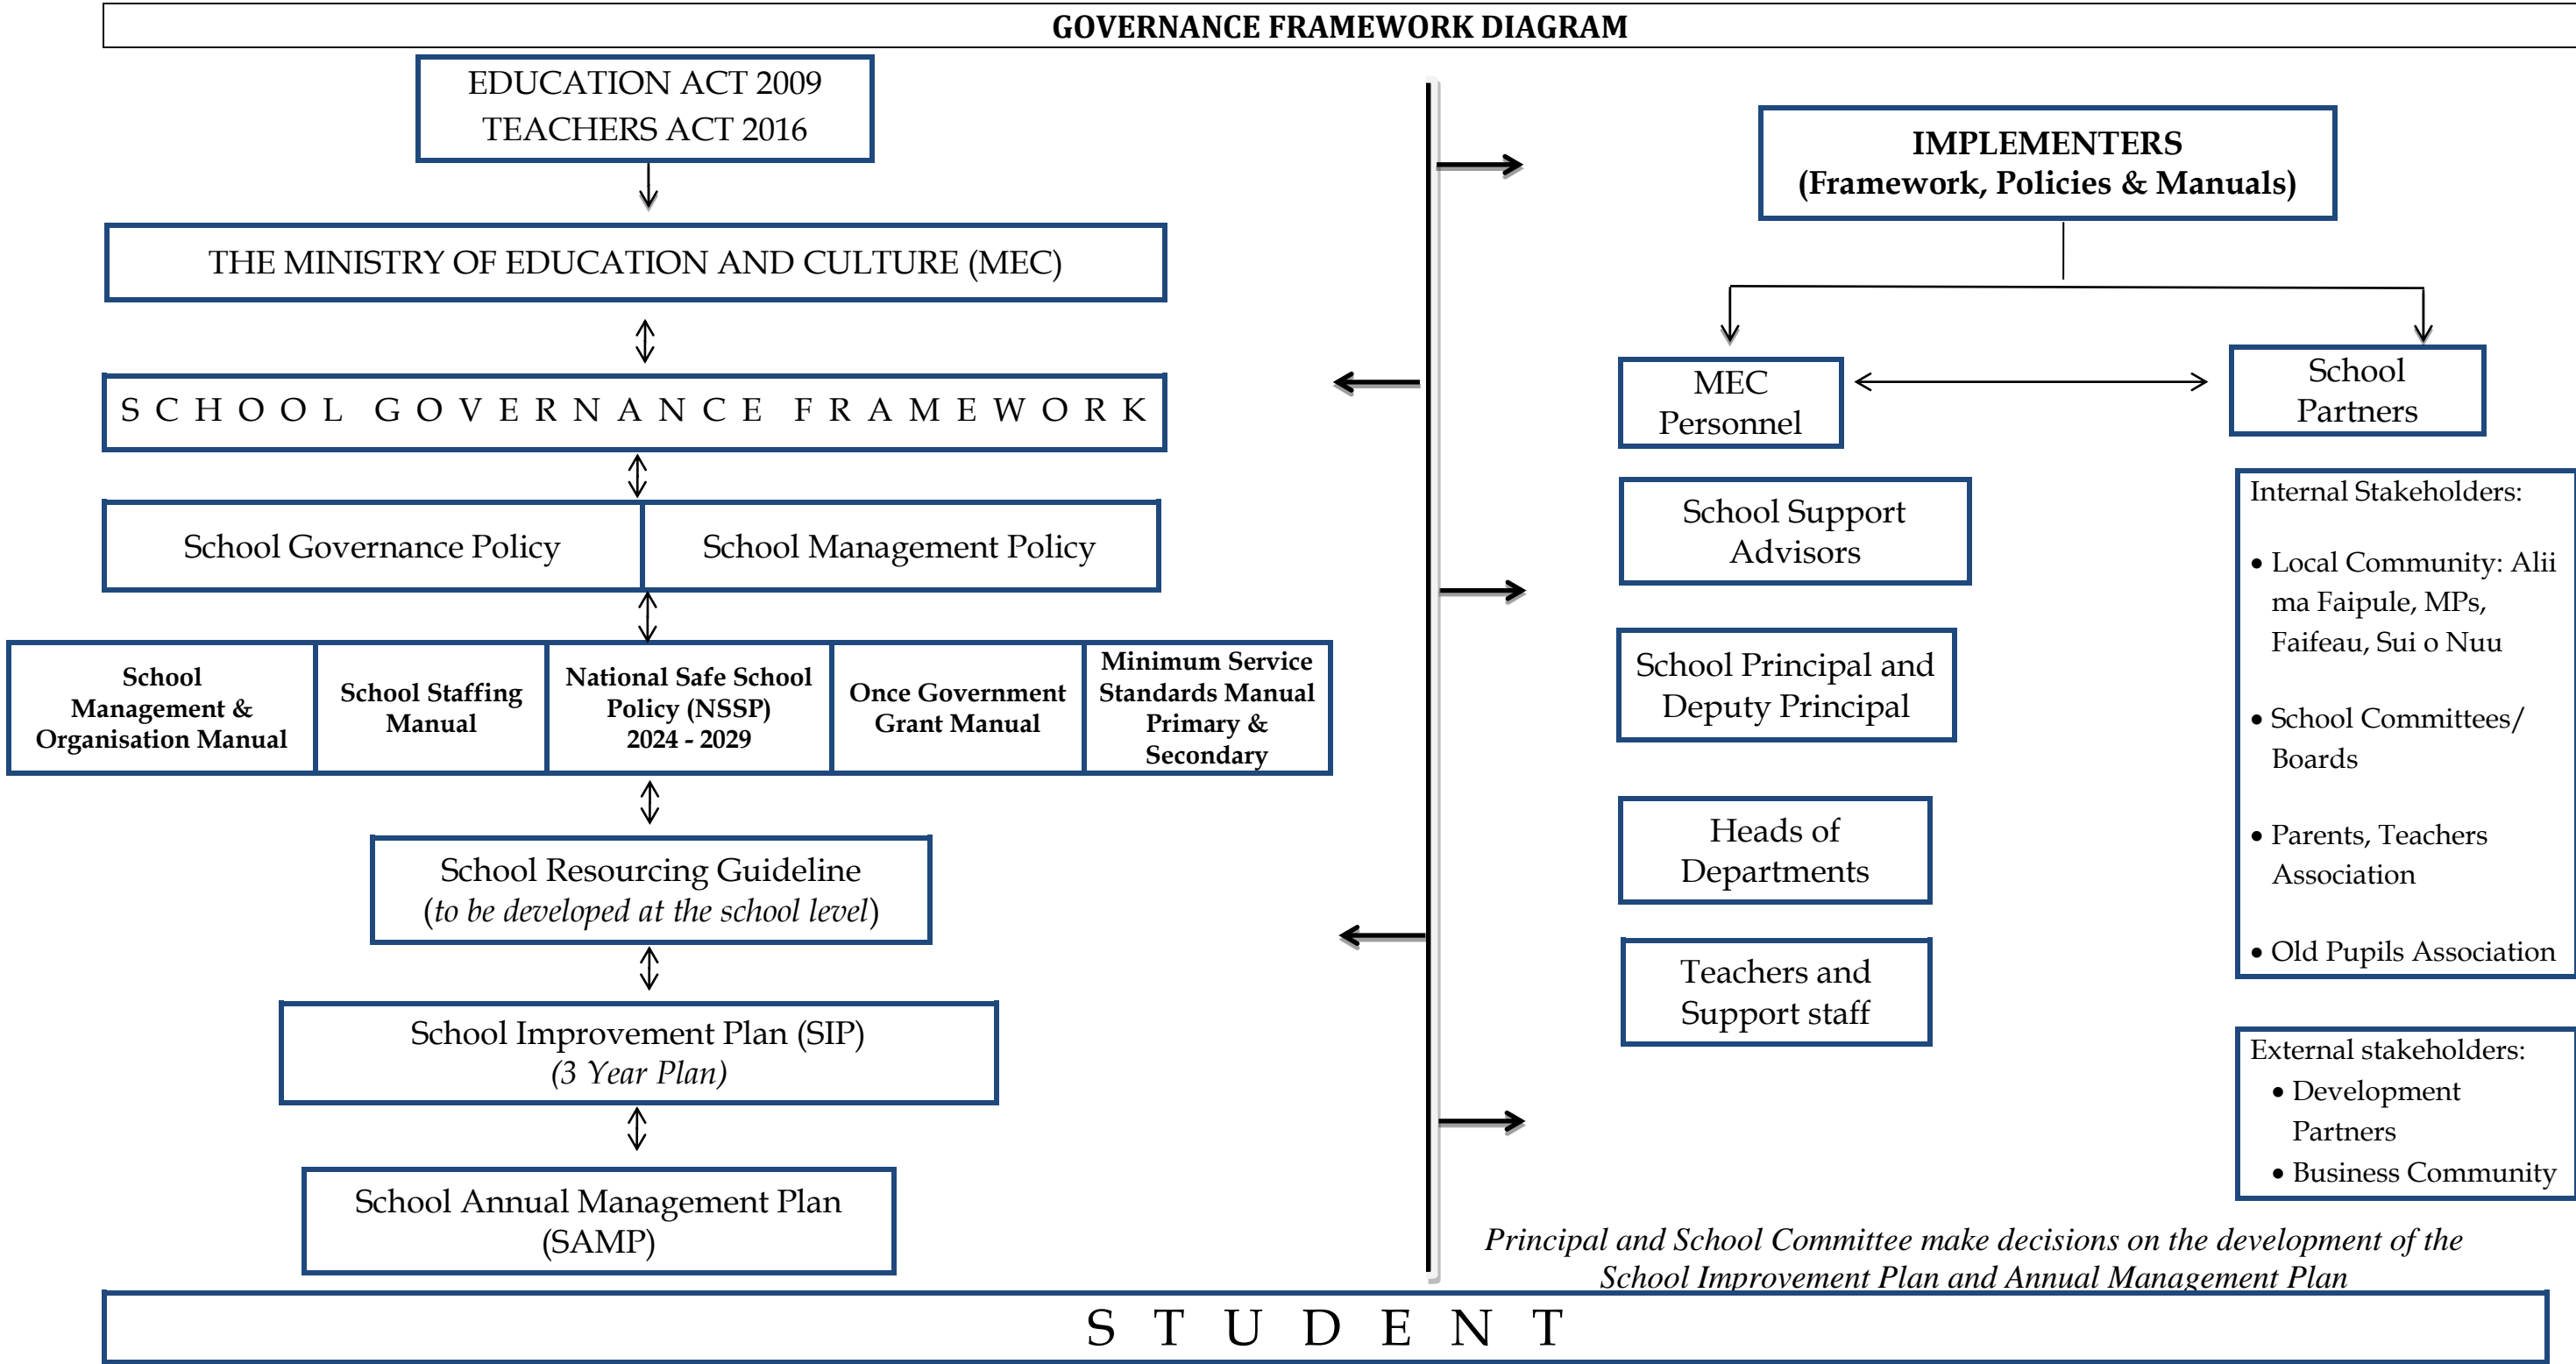 GOVERNANCE FRAMEWORK DIAGRAM
EDUCATION ACT 2009
TEACHERS ACT 2016
THE MINISTRY OF EDUCATION AND CULTURE (MEC)
SCHOOL GOVERNANCE FRAMEWORK
School Governance Policy
School Management Policy
School
Management &
Organisation Manual
School Staffing
Manual
National Safe School
Policy (NSSP)
2024 - 2029
Once Government
Grant Manual
Minimum Service
Standards Manual
Primary &
Secondary
School Resourcing Guideline
(to be developed at the school level)
School Improvement Plan (SIP)
(3 Year Plan)
School Annual Management Plan
(SAMP)
IMPLEMENTERS
(Framework, Policies & Manuals)
MEC
Personnel
School
Partners
School Support
Advisors
School Principal and
Deputy Principal
Heads of
Departments
Teachers and
Support staff
Internal Stakeholders:
• Local Community: Alii
ma Faipule, MPs,
Faifeau, Sui o Nuu
• School Committees/
Boards
• Parents, Teachers
Association
• Old Pupils Association
External stakeholders:
• Development
Partners
• Business Community
Principal and School Committee make decisions on the development of the
School Improvement Plan and Annual Management Plan
STUDENT